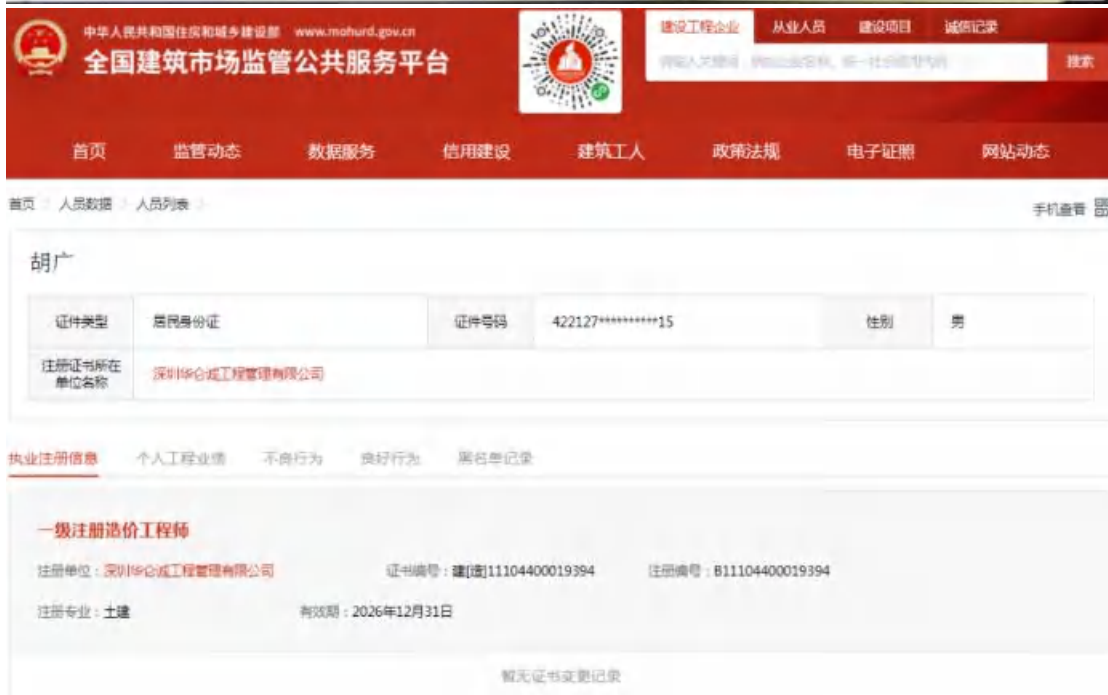 中华人民共和国住房和城乡建设部 www.mohurd.gov.cn
全国建筑市场监管公共服务平台
建设工程企业 从业人员 建设项目 诚信记录
搜索
首页 监管动态 数据服务 信用建设 建筑工人 政策法规 电子证照 网站动态
首页 人员数据 人员列表
手机查看
胡广
证件类型 居民身份证 证件号码 422127**********15 性别 男
注册证书所在
单位名称 深圳华仑诚工程管理有限公司
执业注册信息 个人工程业绩 不良行为 良好行为 黑名单记录
一级注册造价工程师
注册单位：深圳华仑诚工程管理有限公司 证书编号：建[造]11104400019394 注册编号：B11104400019394
注册专业：土建 有效期：2026年12月31日
暂无证书变更记录